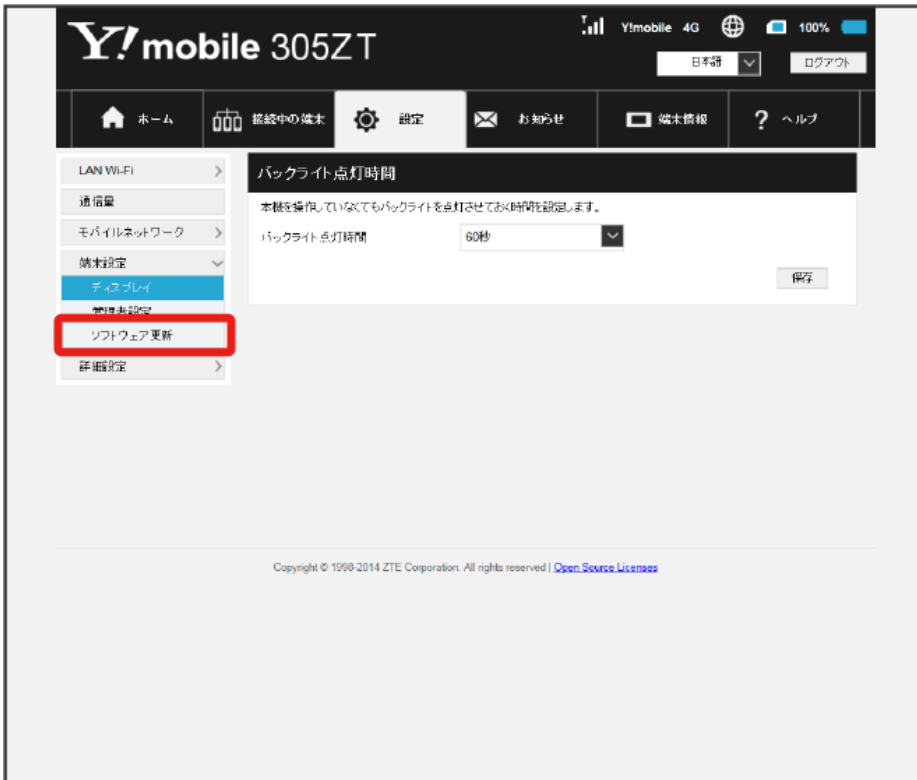 Y! mobile 305ZT
Y!mobile 4G 100%
日本語 ログアウト
ホーム 接続中の端末 設定 お知らせ 端末情報 ? ヘルプ
LAN Wi-Fi
通信量
モバイルネットワーク
端末設定
ディスプレイ
管理者設定
ソフトウェア更新
詳細設定
バックライト点灯時間
本機を操作していなくてもバックライトを点灯させておく時間を設定します。
バックライト点灯時間 60秒
保存
Copyright © 1998-2014 ZTE Corporation. All rights reserved | Open Source Licenses